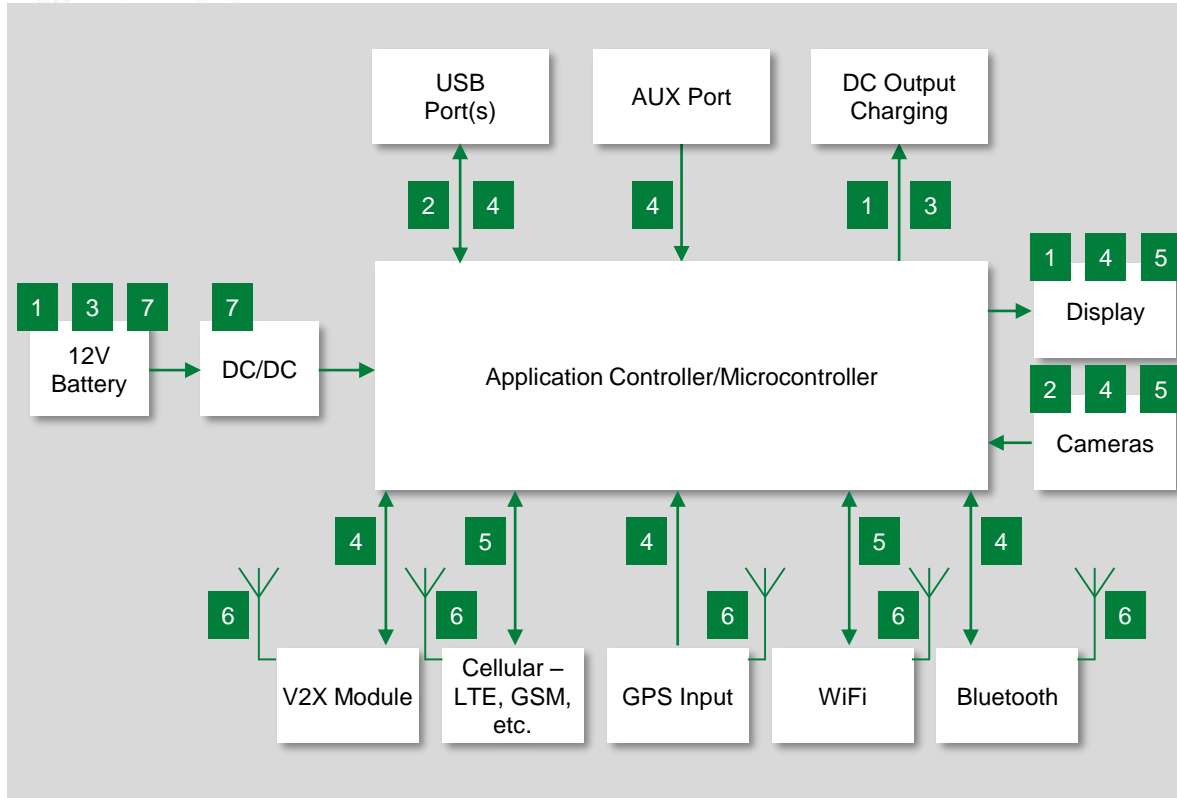 USB
Port(s)
AUX Port
DC Output
Charging
2 4
4
1 3
1 4 5
Display
1 3 7
12V
Battery
7
DC/DC
Application Controller/Microcontroller
2 4 5
Cameras
4
5
4
5
4
6
6
6
6
6
V2X Module
Cellular –
LTE, GSM,
etc.
GPS Input
WiFi
Bluetooth